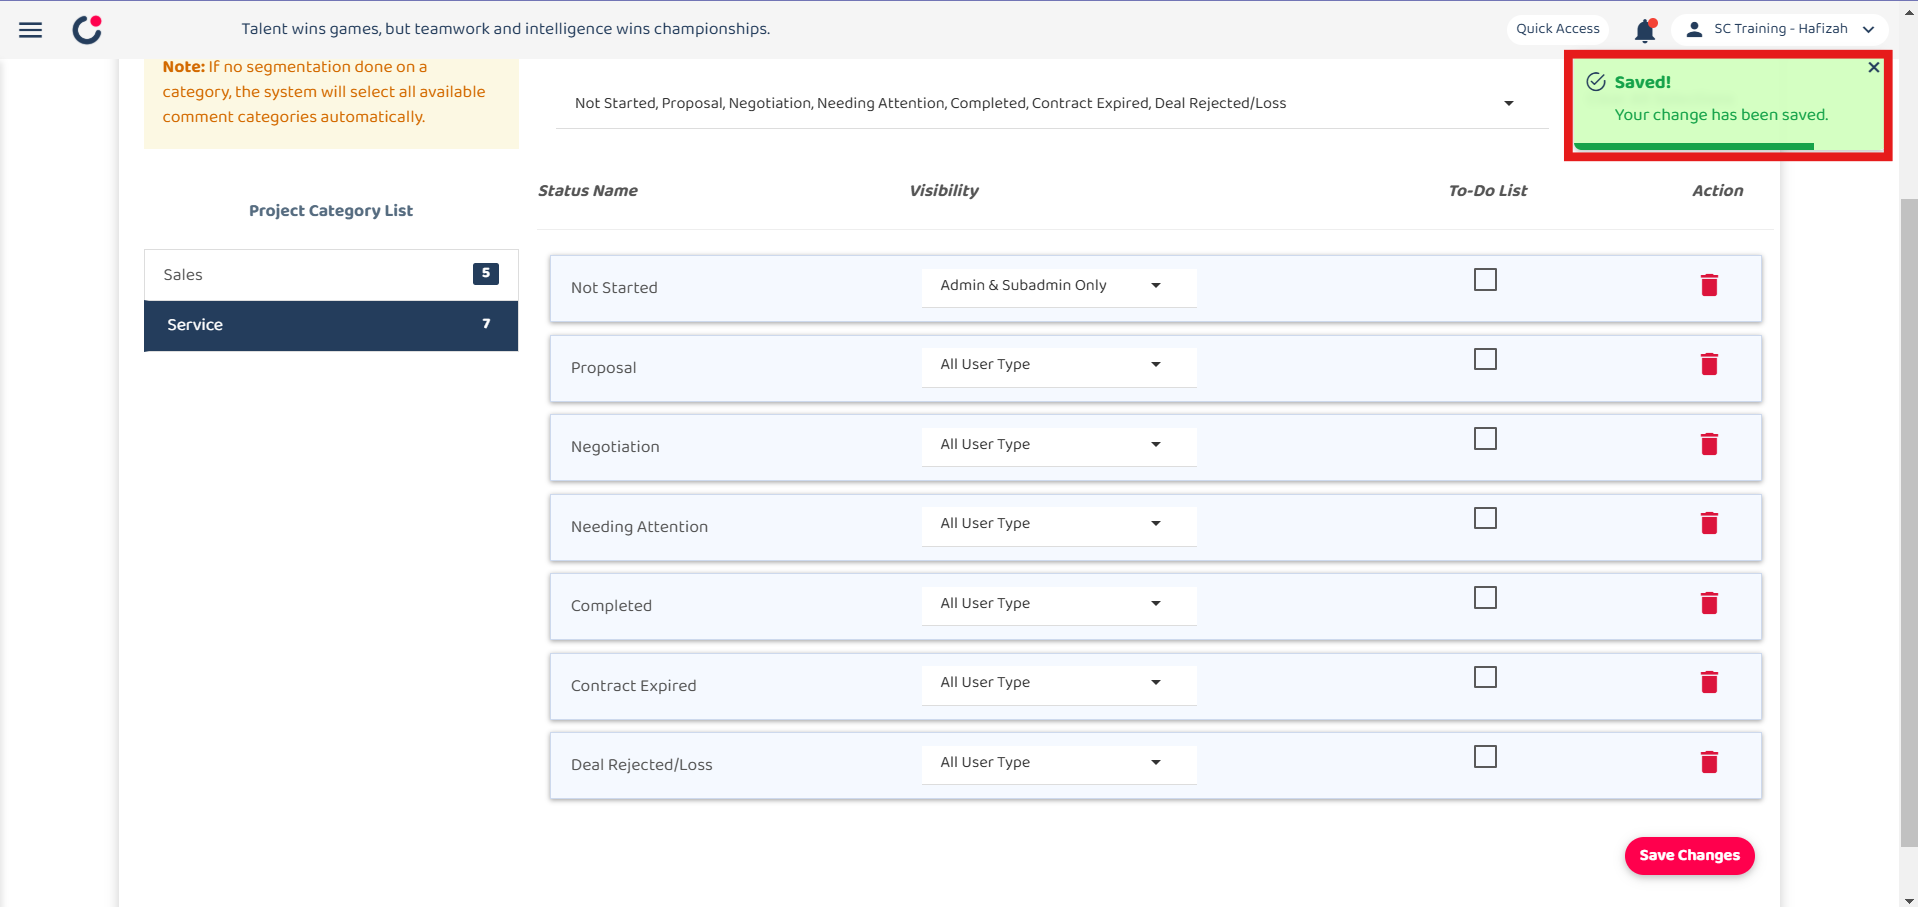 Talent wins games, but teamwork and intelligence wins championships.
Quick Access
SC Training - Hafizah
Note: If no segmentation done on a
category, the system will select all available
comment categories automatically.
Not Started, Proposal, Negotiation, Needing Attention, Completed, Contract Expired, Deal Rejected/Loss
Saved!
Your change has been saved.
Project Category List
Sales 5
Service 7
Status Name Visibility To-Do List Action
Not Started Admin & Subadmin Only
Proposal All User Type
Negotiation All User Type
Needing Attention All User Type
Completed All User Type
Contract Expired All User Type
Deal Rejected/Loss All User Type
Save Changes